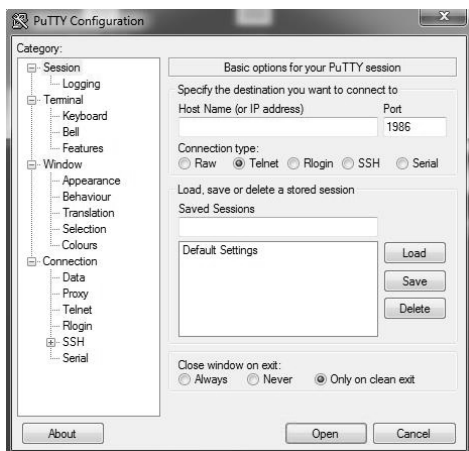 PuTTY Configuration
Category:
Session
Logging
Terminal
Keyboard
Bell
Features
Window
Appearance
Behaviour
Translation
Selection
Colours
Connection
Data
Proxy
Telnet
Rlogin
SSH
Serial
Basic options for your PuTTY session
Specify the destination you want to connect to
Host Name (or IP address) Port
1986
Connection type:
Raw Telnet Rlogin SSH Serial
Load, save or delete a stored session
Saved Sessions
Default Settings
Load
Save
Delete
Close window on exit:
Always Never Only on clean exit
About Open Cancel